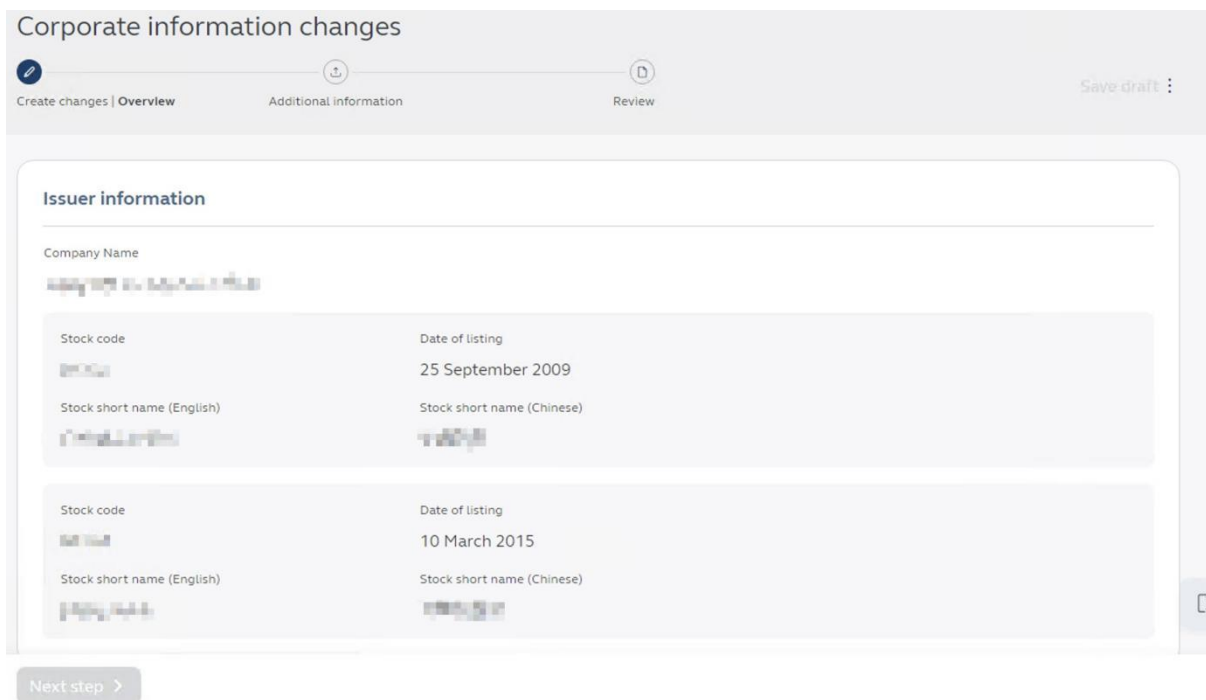 Corporate information changes
Create changes | Overview
Additional information
Review
Save draft
Issuer information
Company Name
Stock code
Date of listing
25 September 2009
Stock short name (English)
Stock short name (Chinese)
Stock code
Date of listing
10 March 2015
Stock short name (English)
Stock short name (Chinese)
Next step